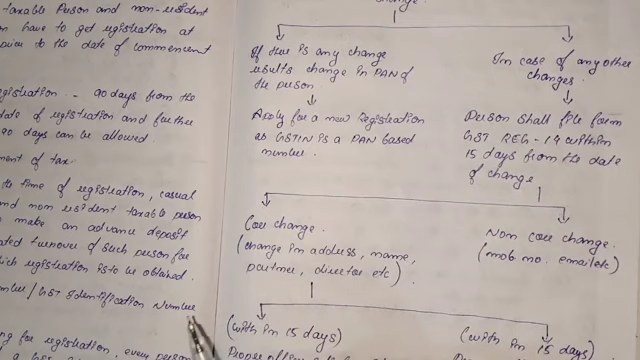 taxable Person and non-resident
have to get registration at
prior to the date of commencement
registration - 90 days from the
date of registration and further
90 days can be allowed.
ment of tax
the time of registration, casual
and non resident taxable person
make an advance deposit
ated turnover of such person for
which registration is to be obtained.
number / GST Identification Number
ng for registration, every person
change
If there is any change
results change in PAN of
the person
Apply for a new registration
as GSTIN is a PAN based
number.
In case of any other
changes.
Person shall file form
GST REG-14 within
15 days from the date
of change
Core change.
(change in address, name,
partner, director etc)
Non core change.
(mob no. email etc)
(within 15 days)
(within 15 days)